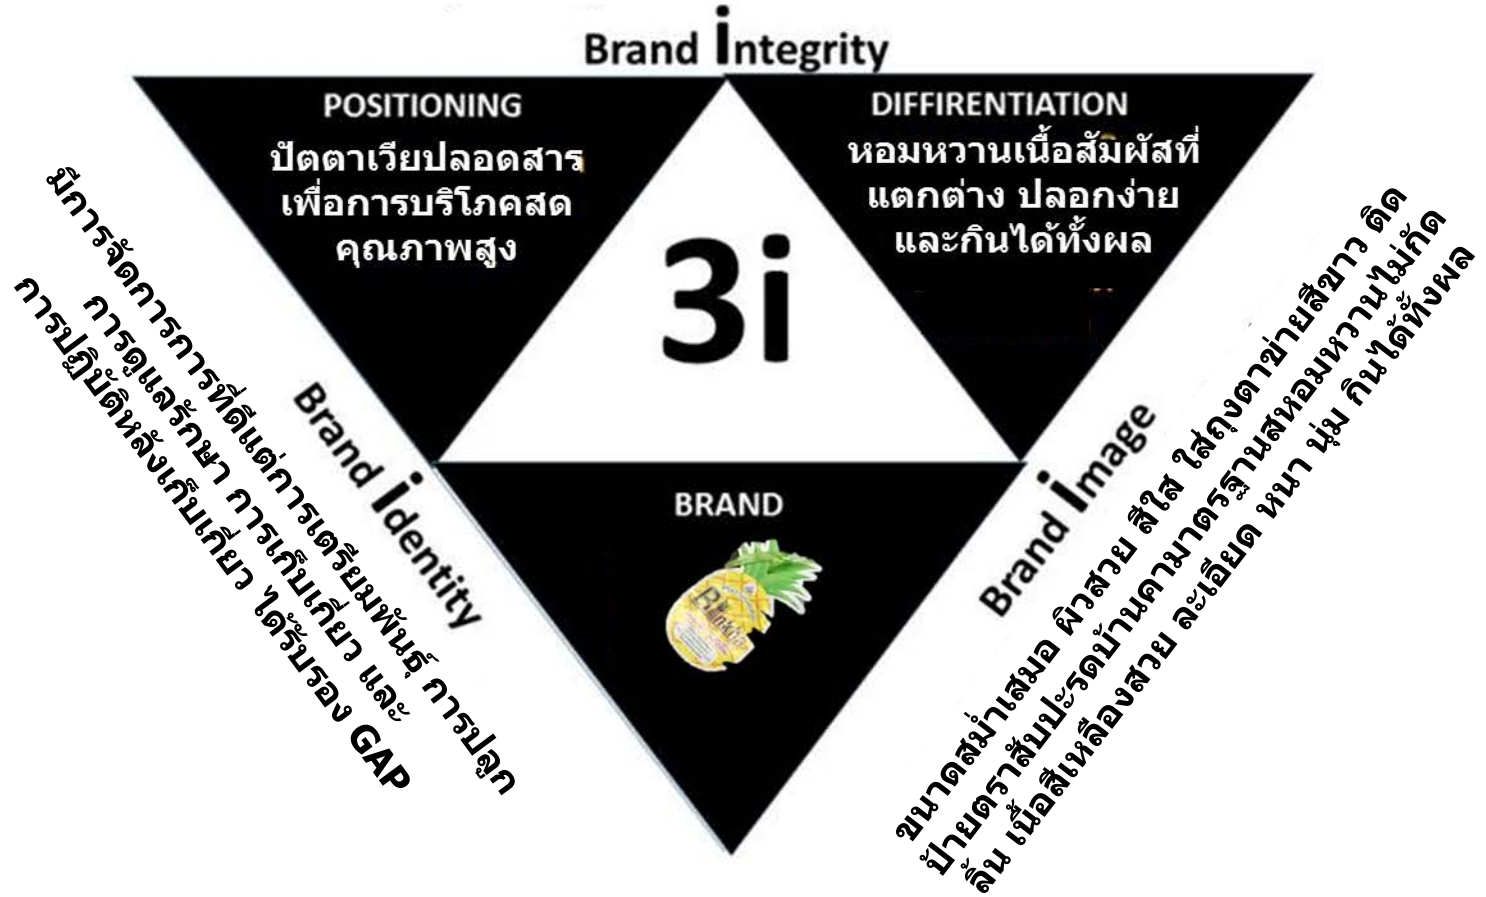 Brand integrity
POSITIONING
ปัตตาเวียปลอดสาร
เพื่อการบริโภคสด
คุณภาพสูง
DIFFIRENTIATION
หอมหวานเนื้อสัมผัสที่
แตกต่าง ปลอกง่าย
และกินได้ทั้งผล
3i
Brand identity
มีการจัดการการที่ดีแต่การเตรียมพันธุ์ การปลูก
การดูแลรักษา การเก็บเกี่ยว และ
การปฏิบัติหลังเก็บเกี่ยว ได้รับรอง GAP
Brand image
ขนาดสม่ำเสมอ ผิวสวย สีใส ใส่ถุงตาข่ายสีขาว ติด
ป้ายตราสับปะรดบ้านคามาตรฐานสหอมหวานไม่กัด
ลิ้น เนื้อสีเหลืองสวย ละเอียด หนา นุ่ม กินได้ทั้งผล
BRAND